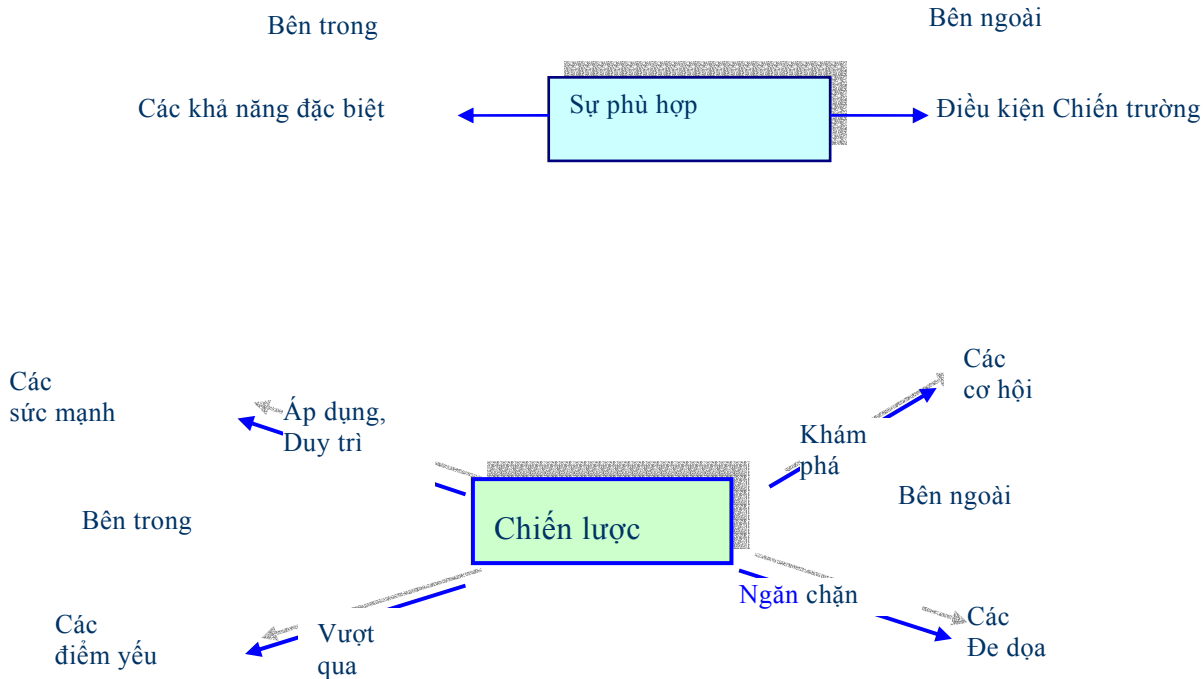 Bên trong
Bên ngoài
Các khả năng đặc biệt
Sự phù hợp
Điều kiện Chiến trường
Các
sức mạnh
Áp dụng,
Duy trì
Khám
phá
Các
cơ hội
Bên trong
Chiến lược
Bên ngoài
Các
điểm yếu
Vượt
qua
Ngăn chặn
Các
Đe dọa